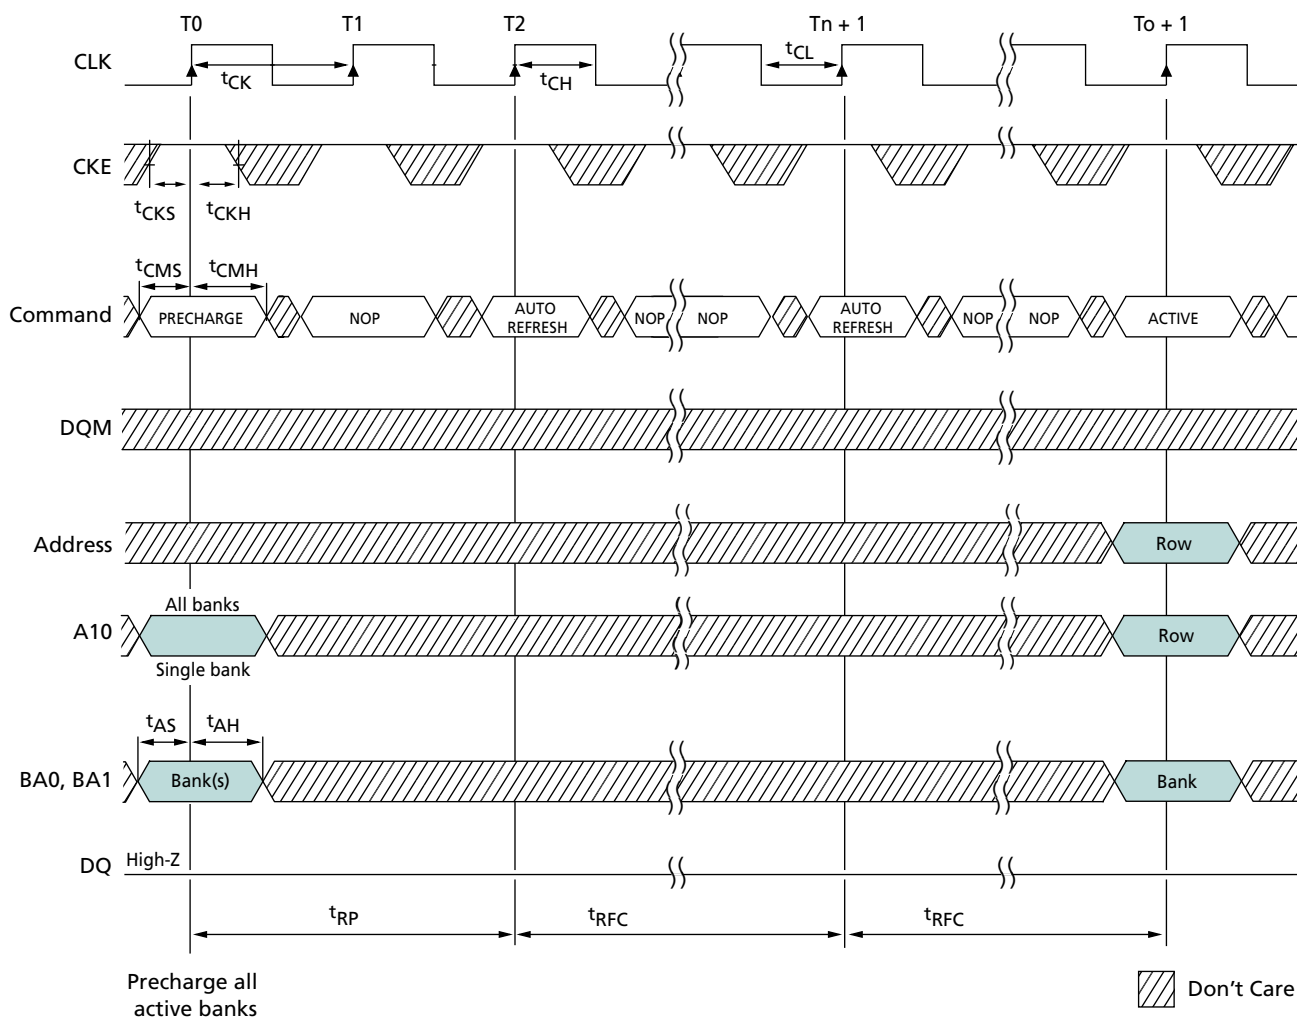 T0 T1 T2 Tn + 1 To + 1
CLK
tCK tCH tCL
CKE
tCKS tCKH
tCMS tCMH
Command PRECHARGE NOP AUTO REFRESH NOP NOP AUTO REFRESH NOP NOP ACTIVE
DQM
Address Row
All banks
A10 Row
Single bank
tAS tAH
BA0, BA1 Bank(s) Bank
DQ High-Z
tRP tRFC tRFC
Precharge all
active banks
Don't Care